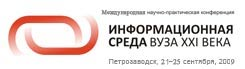 Международная научно-практическая конференция
ИНФОРМАЦИОННАЯ
СРЕДА ВУЗА XXI ВЕКА
Петрозаводск, 21-25 сентября, 2009